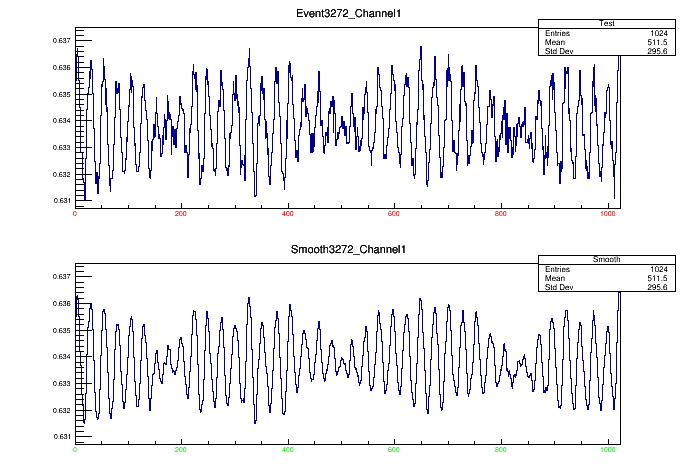 Event3272_Channel1
Test
Entries 1024
Mean 511.5
Std Dev 295.6
0.637
0.636
0.635
0.634
0.633
0.632
0.631
0 200 400 600 800 1000
Smooth3272_Channel1
Smooth
Entries 1024
Mean 511.5
Std Dev 295.6
0.637
0.636
0.635
0.634
0.633
0.632
0.631
0 200 400 600 800 1000